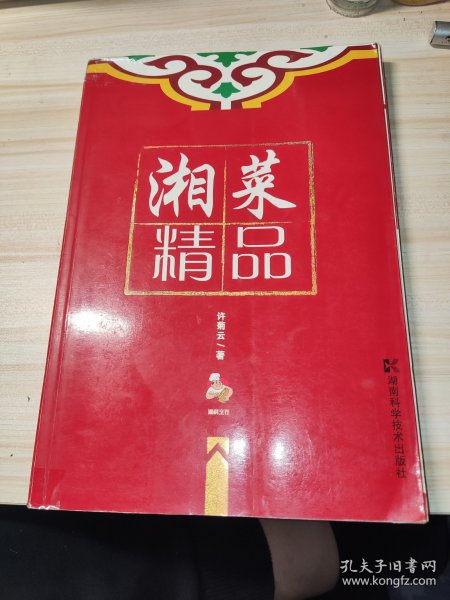 湘菜
精品
许菊云 | 著
湖南科学技术出版社
孔夫子旧书网
www.kongfz.com